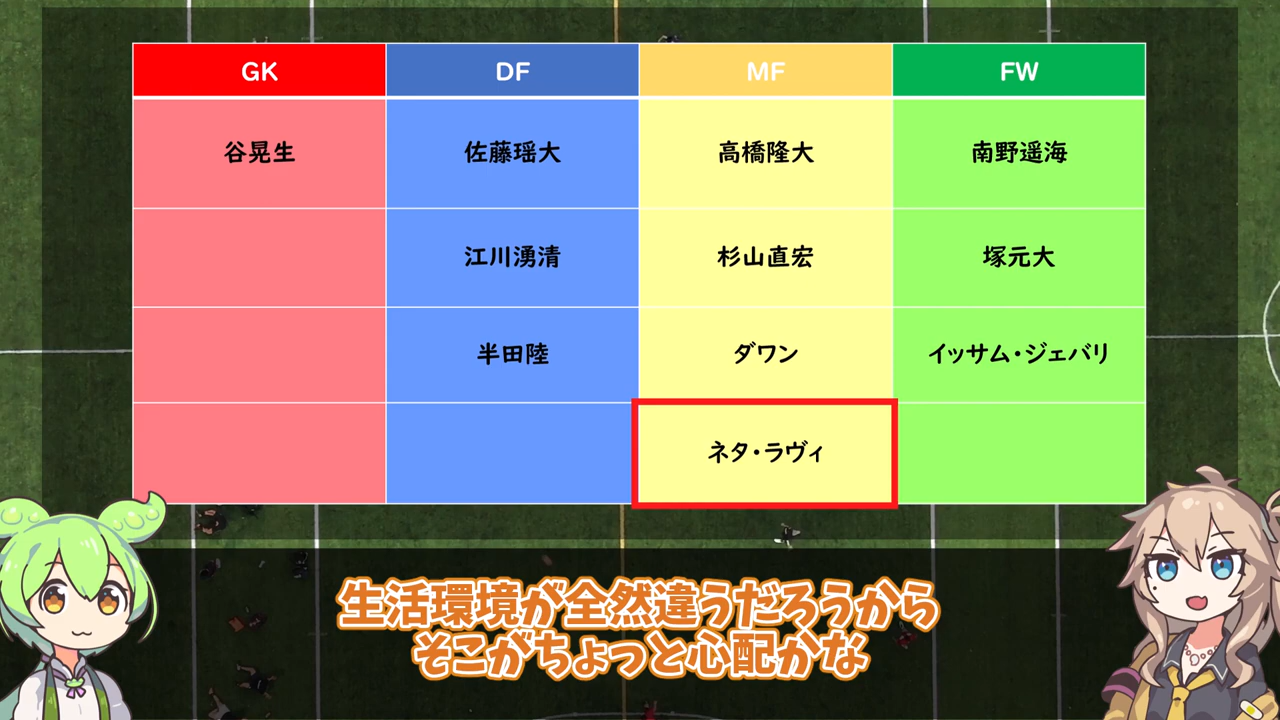 GK DF MF FW
谷晃生 佐藤瑶大 高橋隆大 南野遥海
江川湧清 杉山直宏 塚元大
半田陸 ダワン イッサム・ジェバリ
ネタ・ラヴィ
生活環境が全然違うだろうから
そこがちょっと心配かな